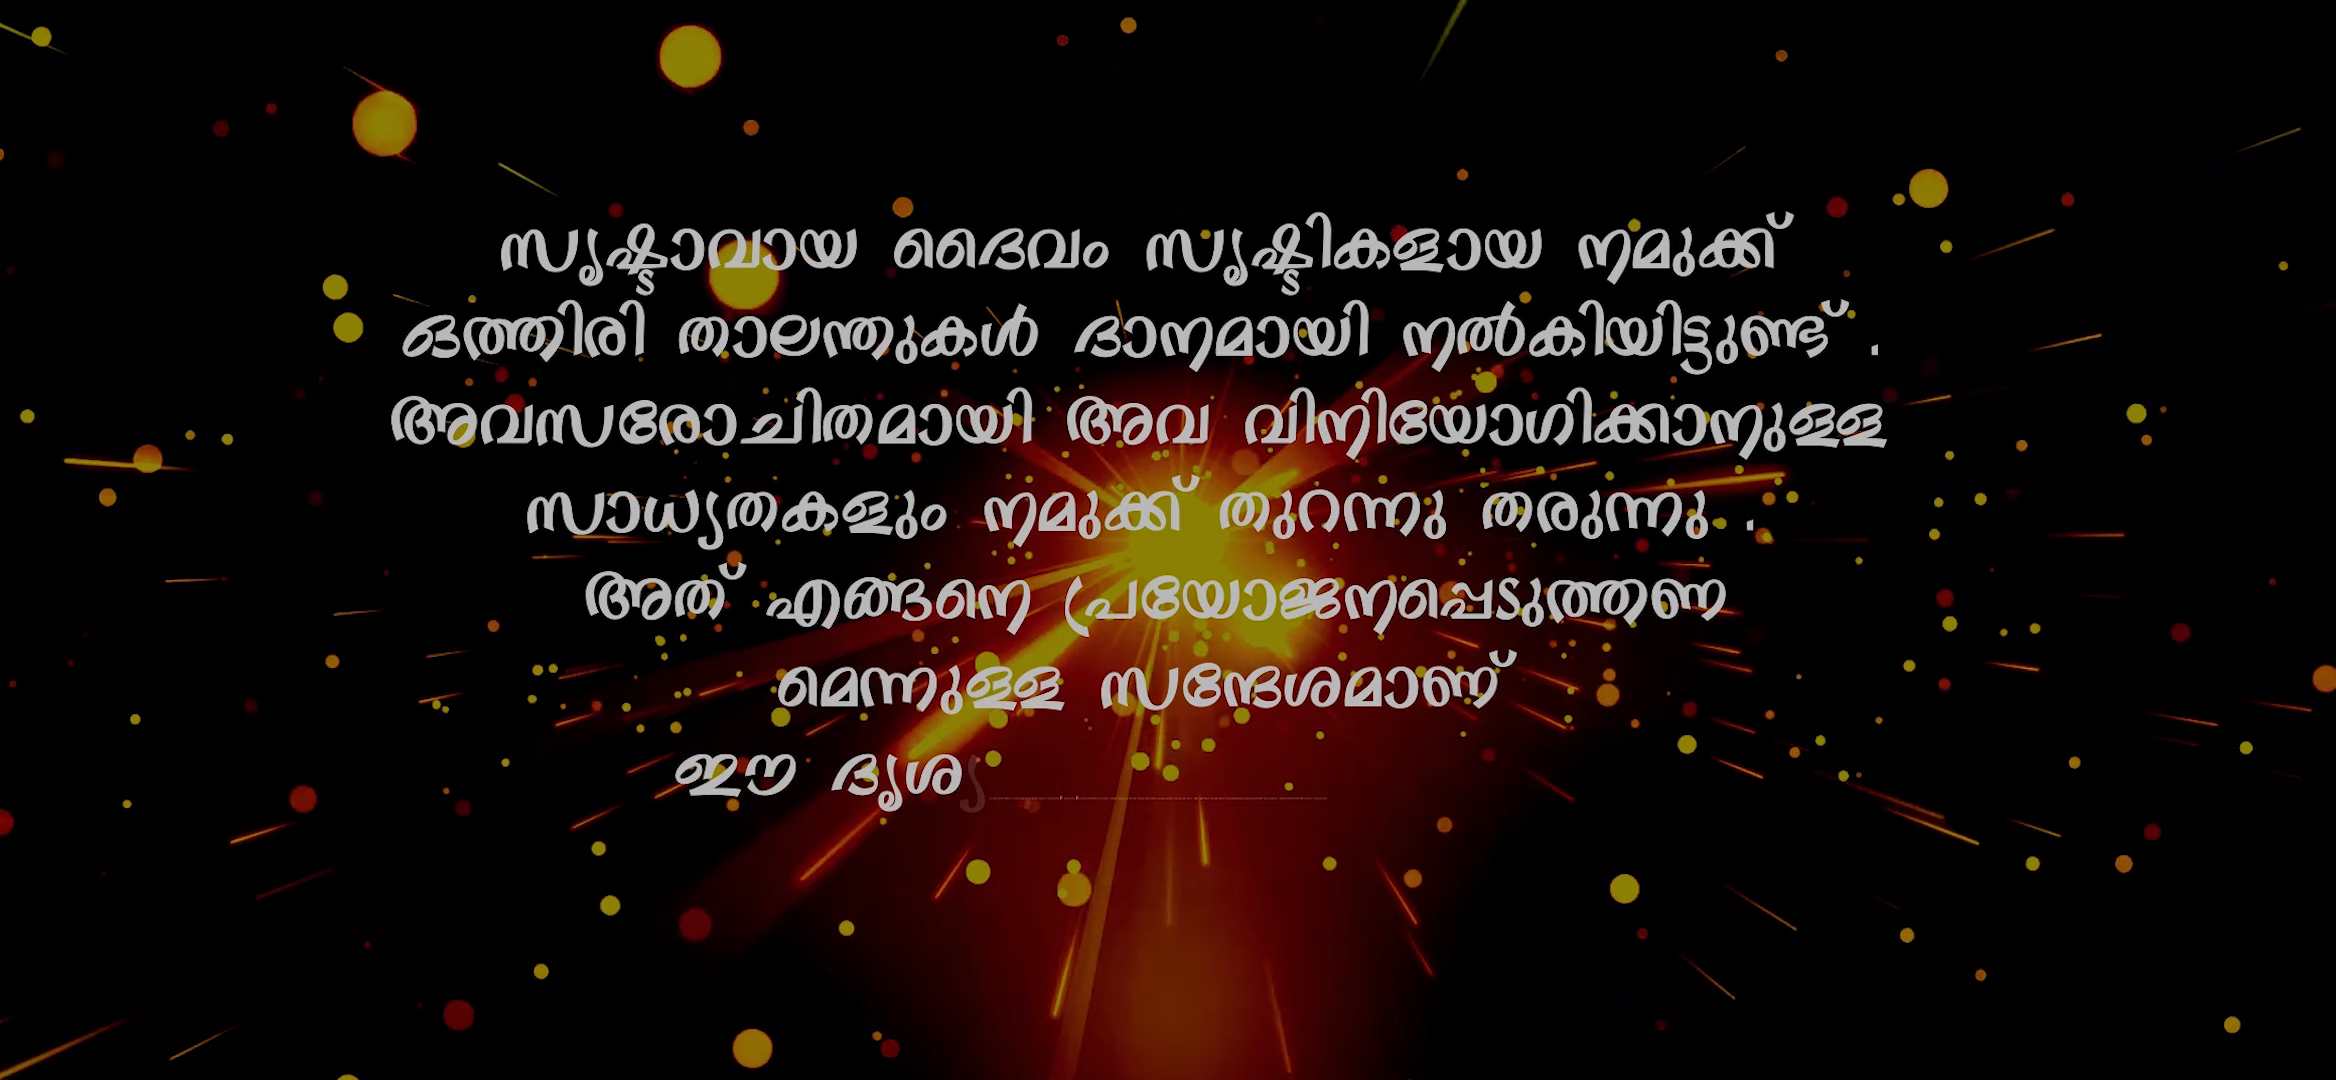 സൃഷ്ടാവായ ദൈവം സൃഷ്ടികളായ നമുക്ക്
ഒത്തിരി താലന്തുകൾ ദാനമായി നൽകിയിട്ടുണ്ട് .
അവസരോചിതമായി അവ വിനിയോഗിക്കാനുള്ള
സാധ്യതകളും നമുക്ക് തുറന്നു തരുന്നു .
അത് എങ്ങനെ പ്രയോജനപ്പെടുത്തണ
മെന്നുള്ള സന്ദേശമാണ്
ഈ ദൃശ്യ